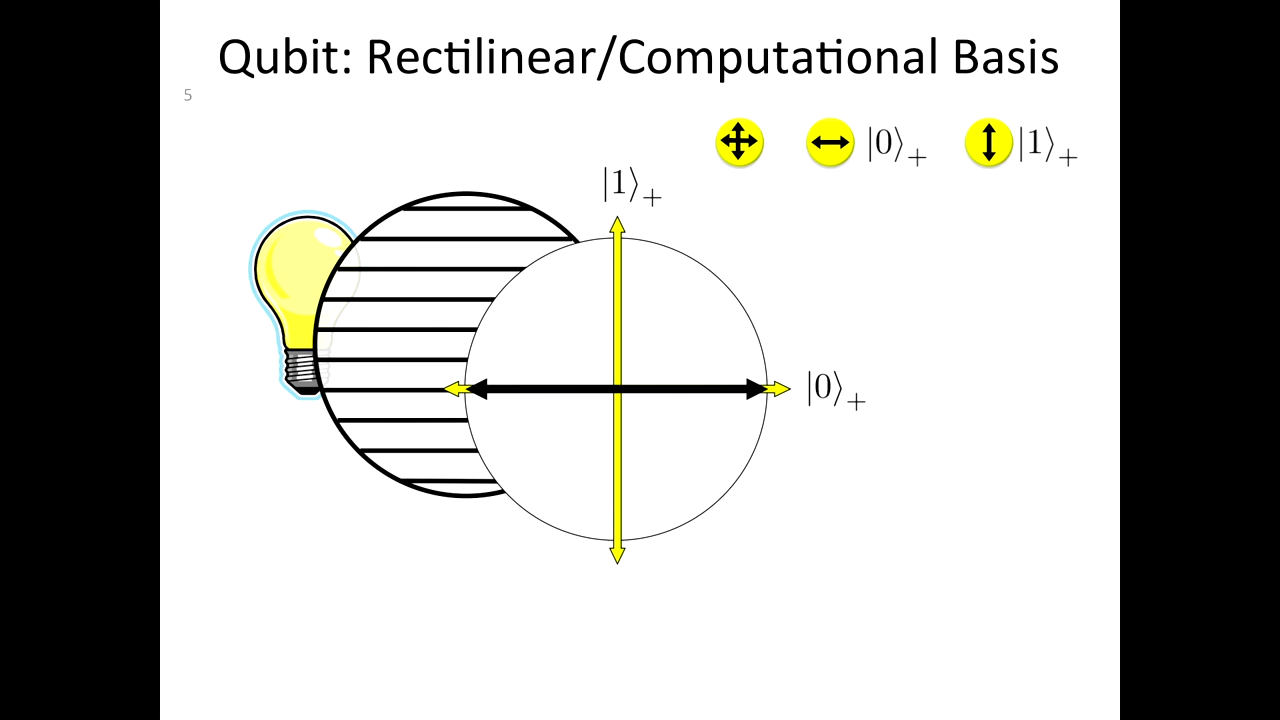 Qubit: Rectilinear/Computational Basis
5
|0⟩₊ |1⟩₊
|1⟩₊
|0⟩₊